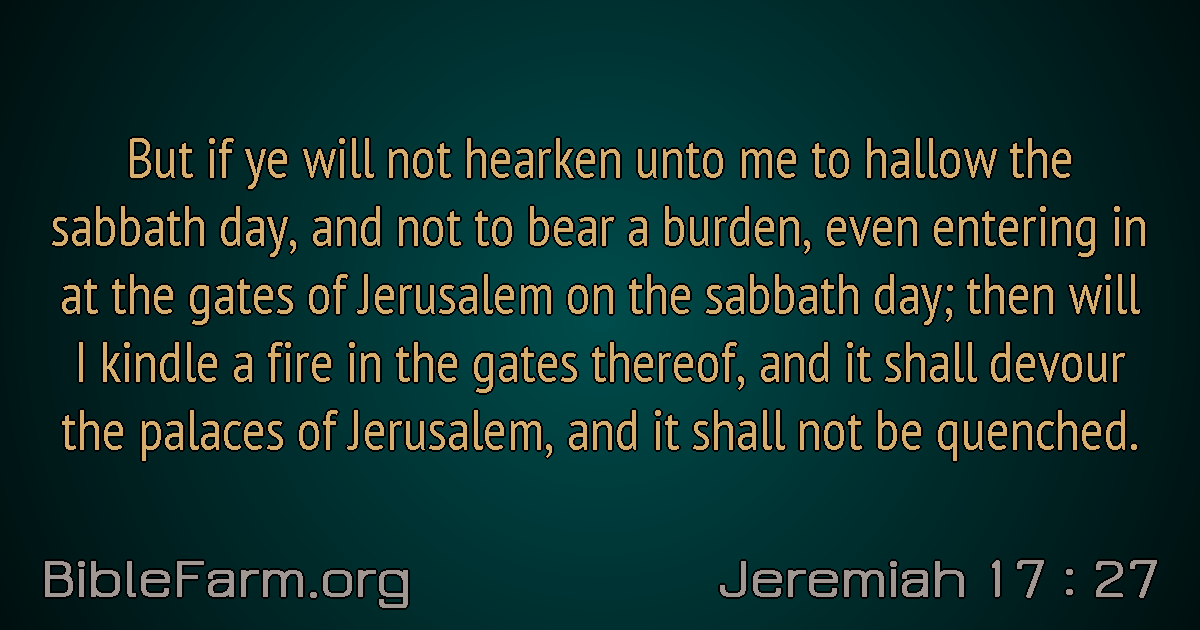 But if ye will not hearken unto me to hallow the
sabbath day, and not to bear a burden, even entering in
at the gates of Jerusalem on the sabbath day; then will
I kindle a fire in the gates thereof, and it shall devour
the palaces of Jerusalem, and it shall not be quenched.
BibleFarm.org
Jeremiah 17 : 27